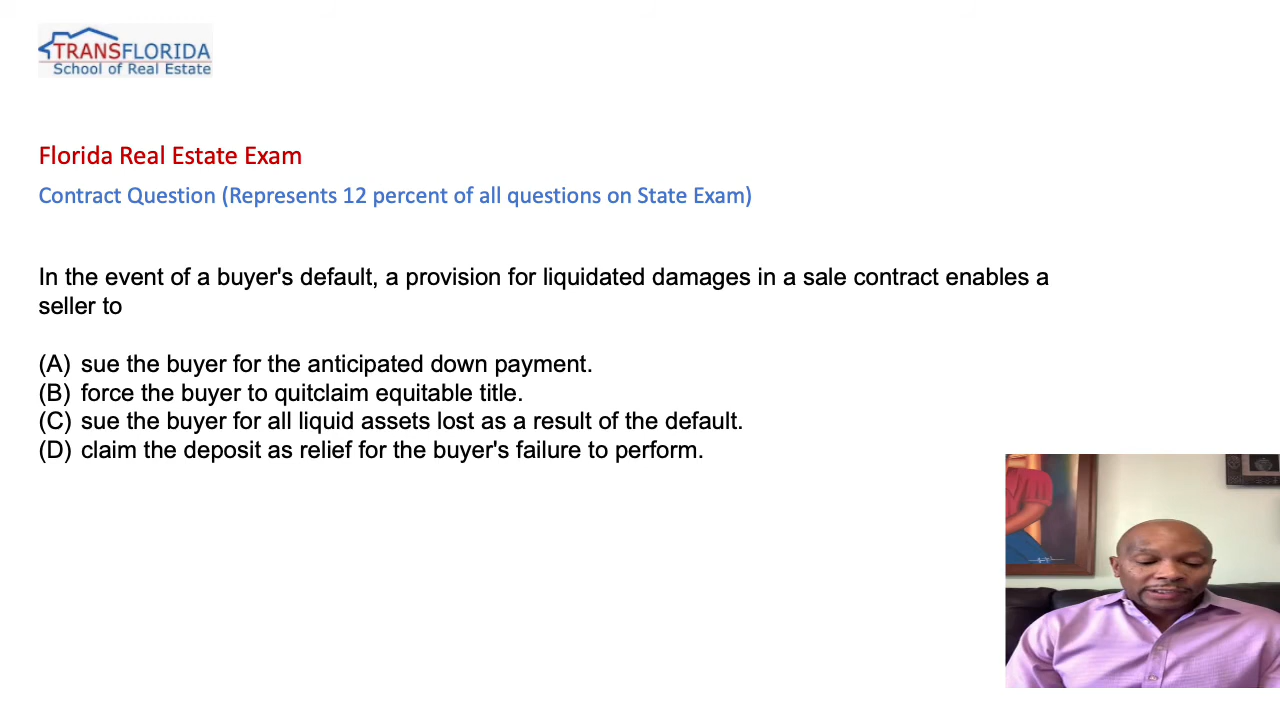 TRANSFLORIDA
School of Real Estate
Florida Real Estate Exam
Contract Question (Represents 12 percent of all questions on State Exam)
In the event of a buyer's default, a provision for liquidated damages in a sale contract enables a
seller to
(A) sue the buyer for the anticipated down payment.
(B) force the buyer to quitclaim equitable title.
(C) sue the buyer for all liquid assets lost as a result of the default.
(D) claim the deposit as relief for the buyer's failure to perform.